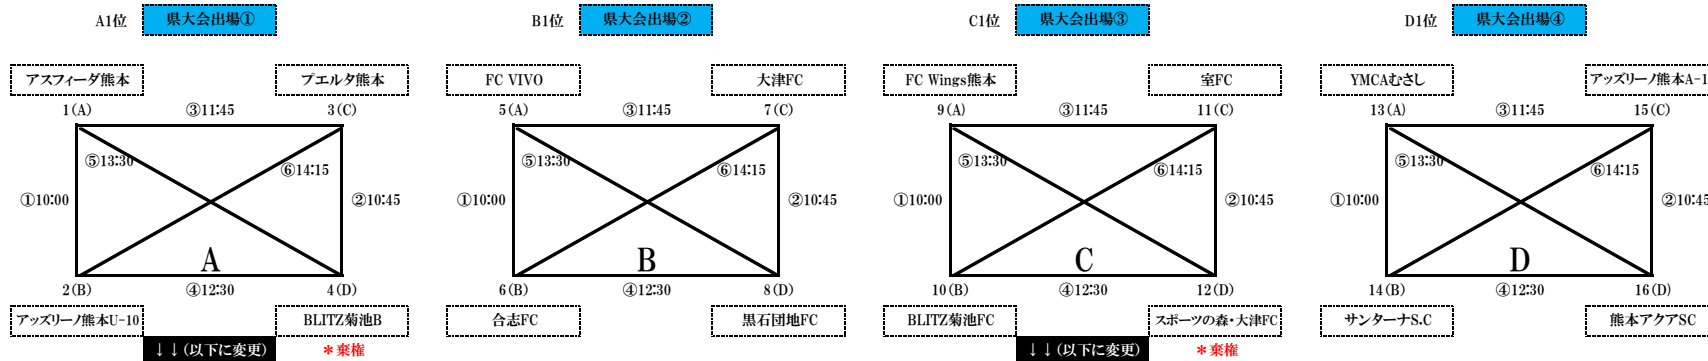 A1位 県大会出場① B1位 県大会出場② C1位 県大会出場③ D1位 県大会出場④
アスフィーダ熊本 プエルタ熊本 FC VIVO 大津FC FC Wings熊本 室FC YMCAむさし アッズリーノ熊本A-1
1(A) ③11:45 3(C) 5(A) ③11:45 7(C) 9(A) ③11:45 11(C) 13(A) ③11:45 15(C)
⑤13:30 ⑥14:15 ⑤13:30 ⑥14:15 ⑤13:30 ⑥14:15 ⑤13:30 ⑥14:15
①10:00 ②10:45 ①10:00 ②10:45 ①10:00 ②10:45 ①10:00 ②10:45
A B C D
2(B) ④12:30 4(D) 6(B) ④12:30 8(D) 10(B) ④12:30 12(D) 14(B) ④12:30 16(D)
アッズリーノ熊本U-10 BLITZ菊池B 合志FC 黒石団地FC BLITZ菊池FC スポーツの森・大津FC サンターナS.C 熊本アクアSC
↓↓(以下に変更) ＊棄権 ↓↓(以下に変更) ＊棄権